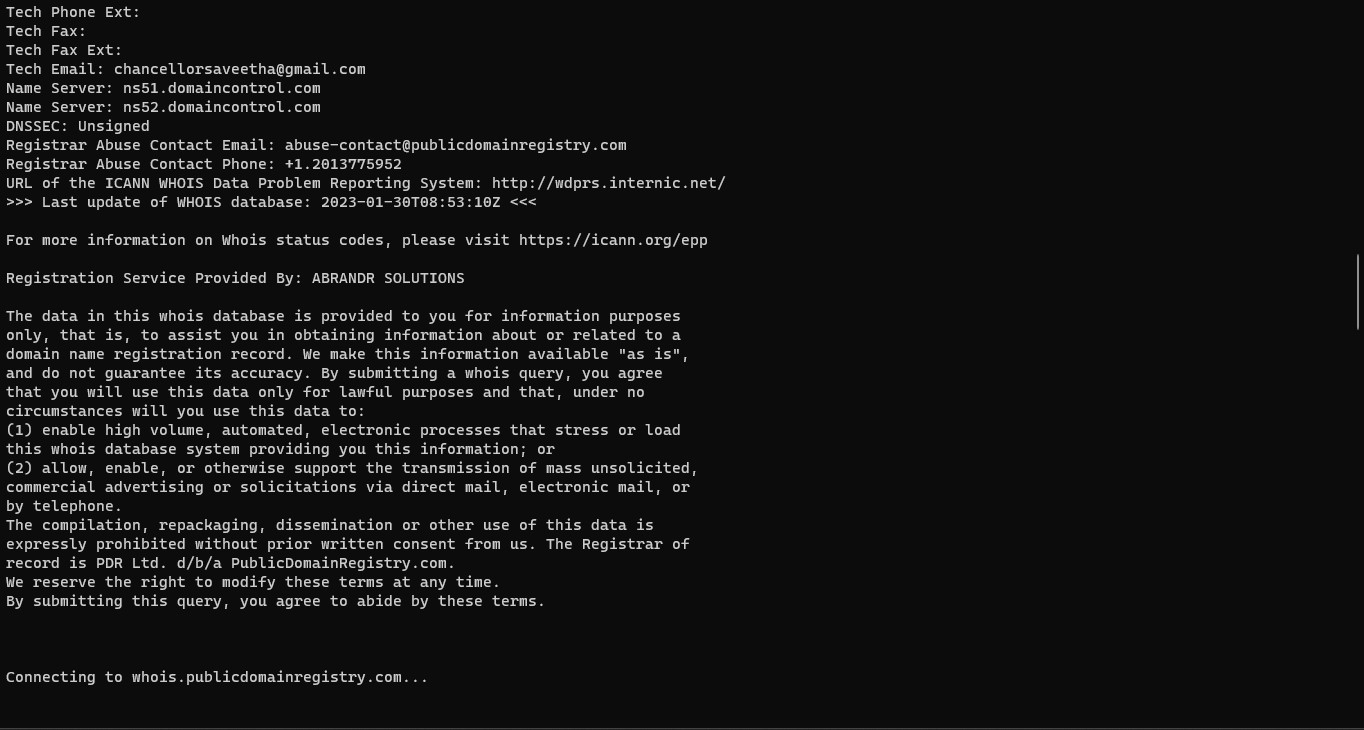 Tech Phone Ext:
Tech Fax:
Tech Fax Ext:
Tech Email: chancellorsaveetha@gmail.com
Name Server: ns51.domaincontrol.com
Name Server: ns52.domaincontrol.com
DNSSEC: Unsigned
Registrar Abuse Contact Email: abuse-contact@publicdomainregistry.com
Registrar Abuse Contact Phone: +1.2013775952
URL of the ICANN WHOIS Data Problem Reporting System: http://wdprs.internic.net/
>>> Last update of WHOIS database: 2023-01-30T08:53:10Z <<<
For more information on Whois status codes, please visit https://icann.org/epp
Registration Service Provided By: ABRANDR SOLUTIONS
The data in this whois database is provided to you for information purposes
only, that is, to assist you in obtaining information about or related to a
domain name registration record. We make this information available "as is",
and do not guarantee its accuracy. By submitting a whois query, you agree
that you will use this data only for lawful purposes and that, under no
circumstances will you use this data to:
(1) enable high volume, automated, electronic processes that stress or load
this whois database system providing you this information; or
(2) allow, enable, or otherwise support the transmission of mass unsolicited,
commercial advertising or solicitations via direct mail, electronic mail, or
by telephone.
The compilation, repackaging, dissemination or other use of this data is
expressly prohibited without prior written consent from us. The Registrar of
record is PDR Ltd. d/b/a PublicDomainRegistry.com.
We reserve the right to modify these terms at any time.
By submitting this query, you agree to abide by these terms.
Connecting to whois.publicdomainregistry.com...